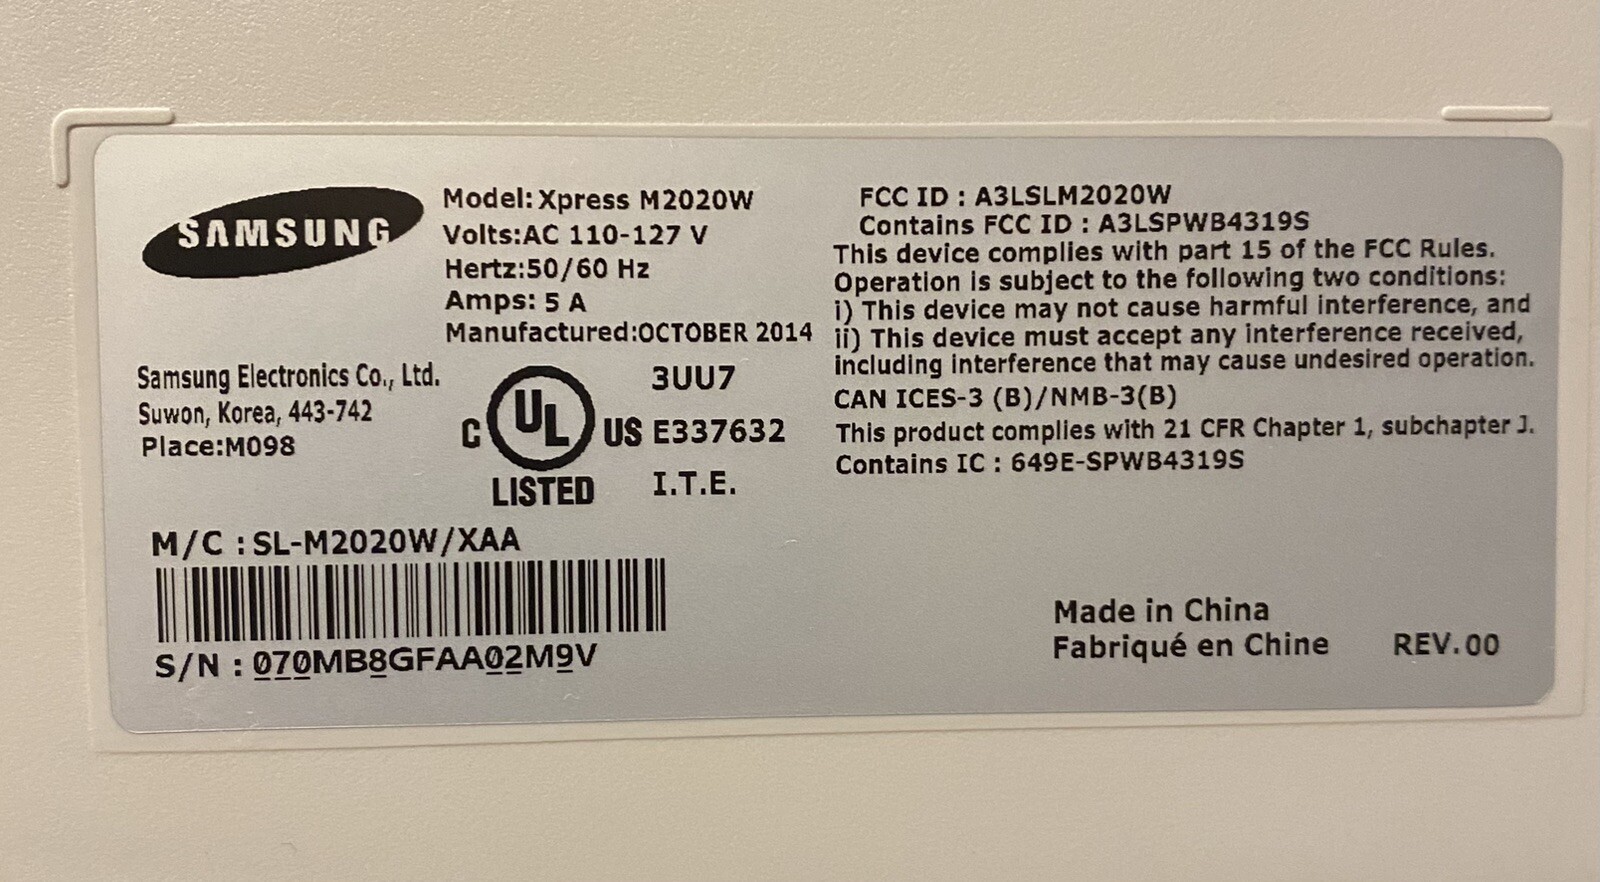 SAMSUNG
Model: Xpress M2020W
Volts:AC 110-127 V
Hertz:50/60 Hz
Amps: 5 A
Manufactured:OCTOBER 2014
Samsung Electronics Co., Ltd.
Suwon, Korea, 443-742
Place:M098
C UL US
LISTED
3UU7
E337632
I.T.E.
M/C : SL-M2020W/XAA
S/N : 070MB8GFAA02M9V
FCC ID : A3LSLM2020W
Contains FCC ID : A3LSPWB4319S
This device complies with part 15 of the FCC Rules.
Operation is subject to the following two conditions:
i) This device may not cause harmful interference, and
ii) This device must accept any interference received,
including interference that may cause undesired operation.
CAN ICES-3 (B)/NMB-3(B)
This product complies with 21 CFR Chapter 1, subchapter J.
Contains IC : 649E-SPWB4319S
Made in China
Fabriqué en Chine
REV.00